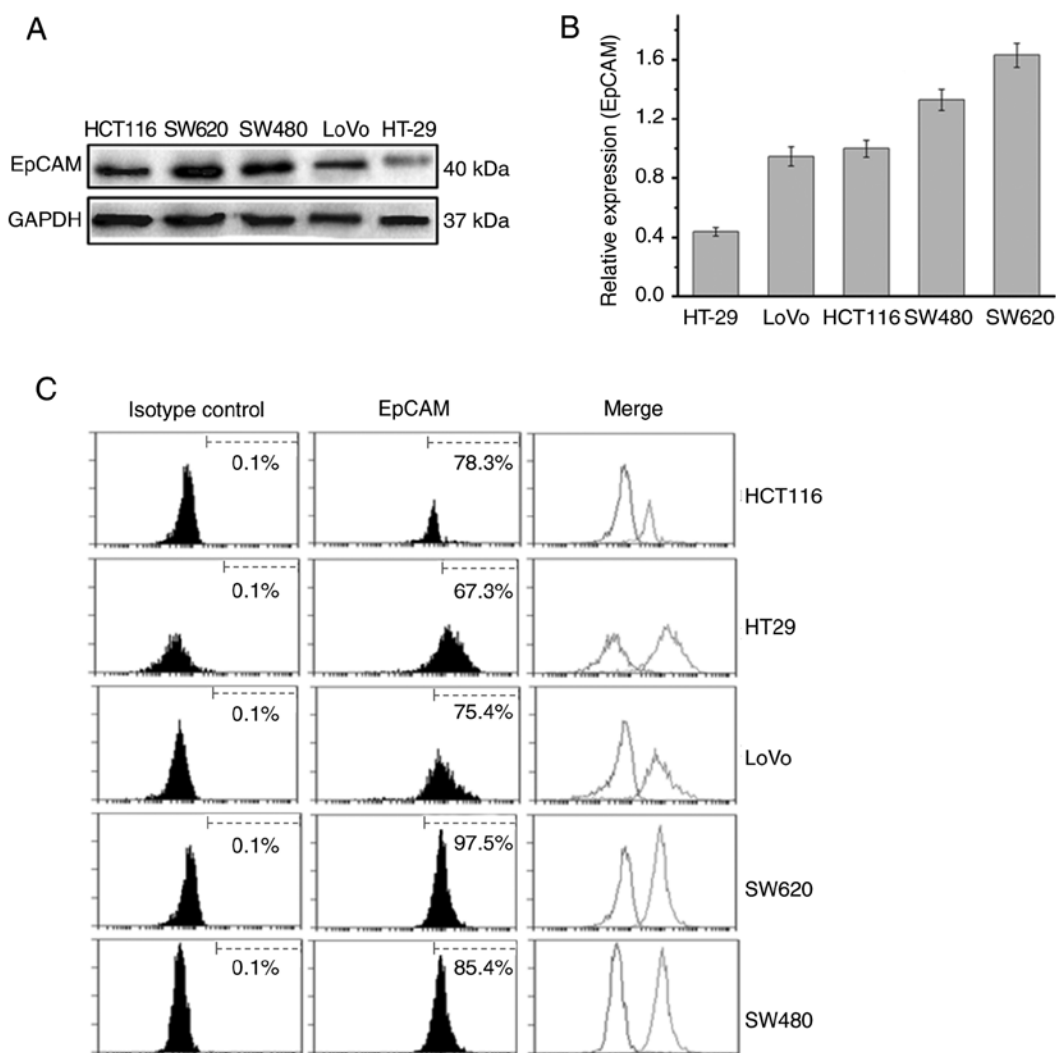 A
HCT116 SW620 SW480 LoVo HT-29
EpCAM 40 kDa
GAPDH 37 kDa
B
Relative expression (EpCAM)
1.6
1.2
0.8
0.4
0.0
HT-29 LoVo HCT116 SW480 SW620
C
Isotype control EpCAM Merge
0.1% 78.3% HCT116
0.1% 67.3% HT29
0.1% 75.4% LoVo
0.1% 97.5% SW620
0.1% 85.4% SW480